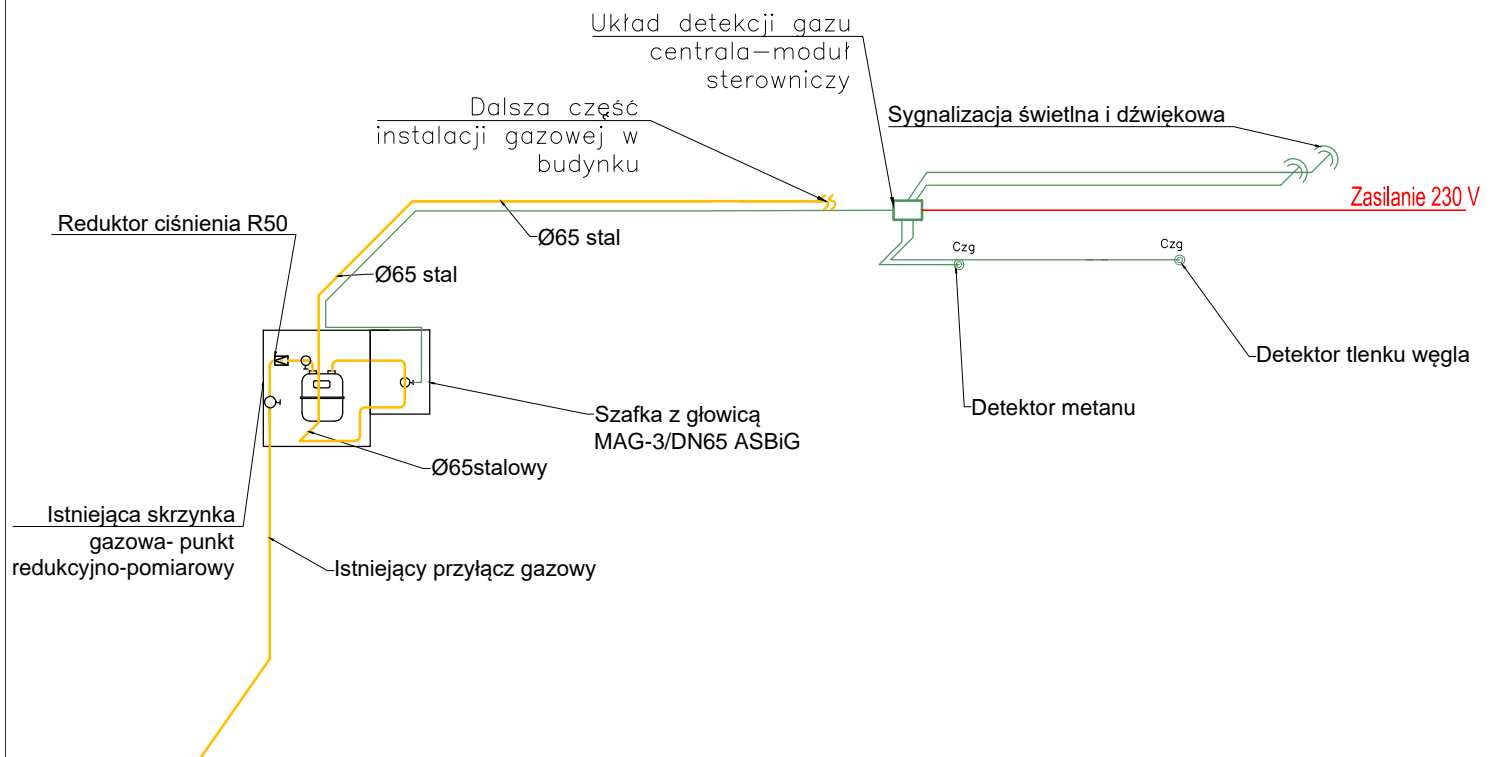 Układ detekcji gazu
centrala-moduł
sterowniczy
Dalsza część
instalacji gazowej w
budynku
Sygnalizacja świetlna i dźwiękowa
Zasilanie 230 V
Reduktor ciśnienia R50
Ø65 stal
Ø65 stal
Czg
Czg
Detektor tlenku węgla
Detektor metanu
Szafka z głowicą
MAG-3/DN65 ASBiG
Ø65stalowy
Istniejąca skrzynka
gazowa- punkt
redukcyjno-pomiarowy
Istniejący przyłącz gazowy